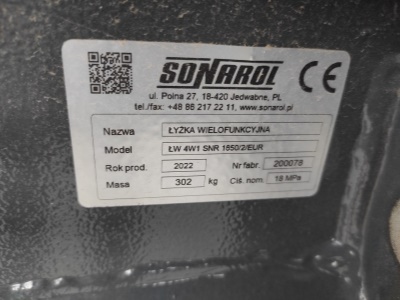 SONAROL
ul. Polna 27, 18-420 Jedwabne, PL
tel./fax: +48 86 217 22 11, www.sonarol.pl
CE
Nazwa ŁYŻKA WIELOFUNKCYJNA
Model ŁW 4W1 SNR 1850/2/EUR
Rok prod. 2022 Nr fabr. 200078
Masa 302 kg Ciś. nom. 18 MPa